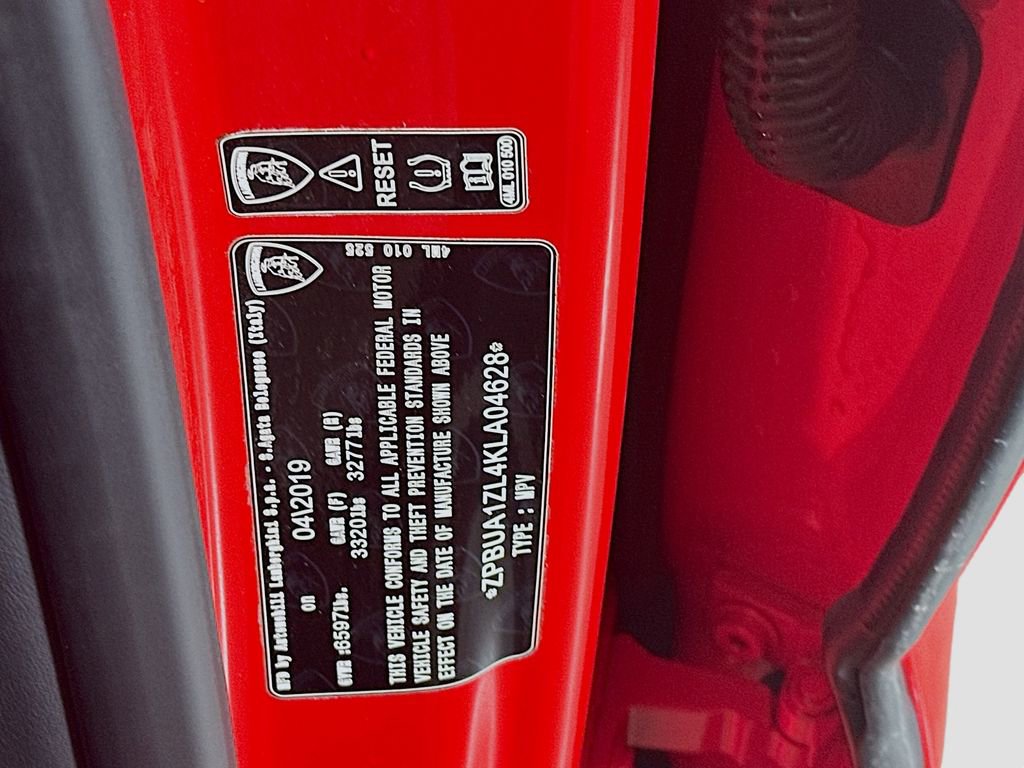 RESET
4ML 010 500
4ML 010 525
MFD by Automobili Lamborghini S.p.A. - S.Agata Bolognese (Italy)
on 04\2019
GVWR :6597lbs. GAWR (F) 3320lbs GAWR (R) 3277lbs
THIS VEHICLE CONFORMS TO ALL APPLICABLE FEDERAL MOTOR
VEHICLE SAFETY AND THEFT PREVENTION STANDARDS IN
EFFECT ON THE DATE OF MANUFACTURE SHOWN ABOVE
*ZPBUA1ZL4KLA04628*
TYPE : MPV